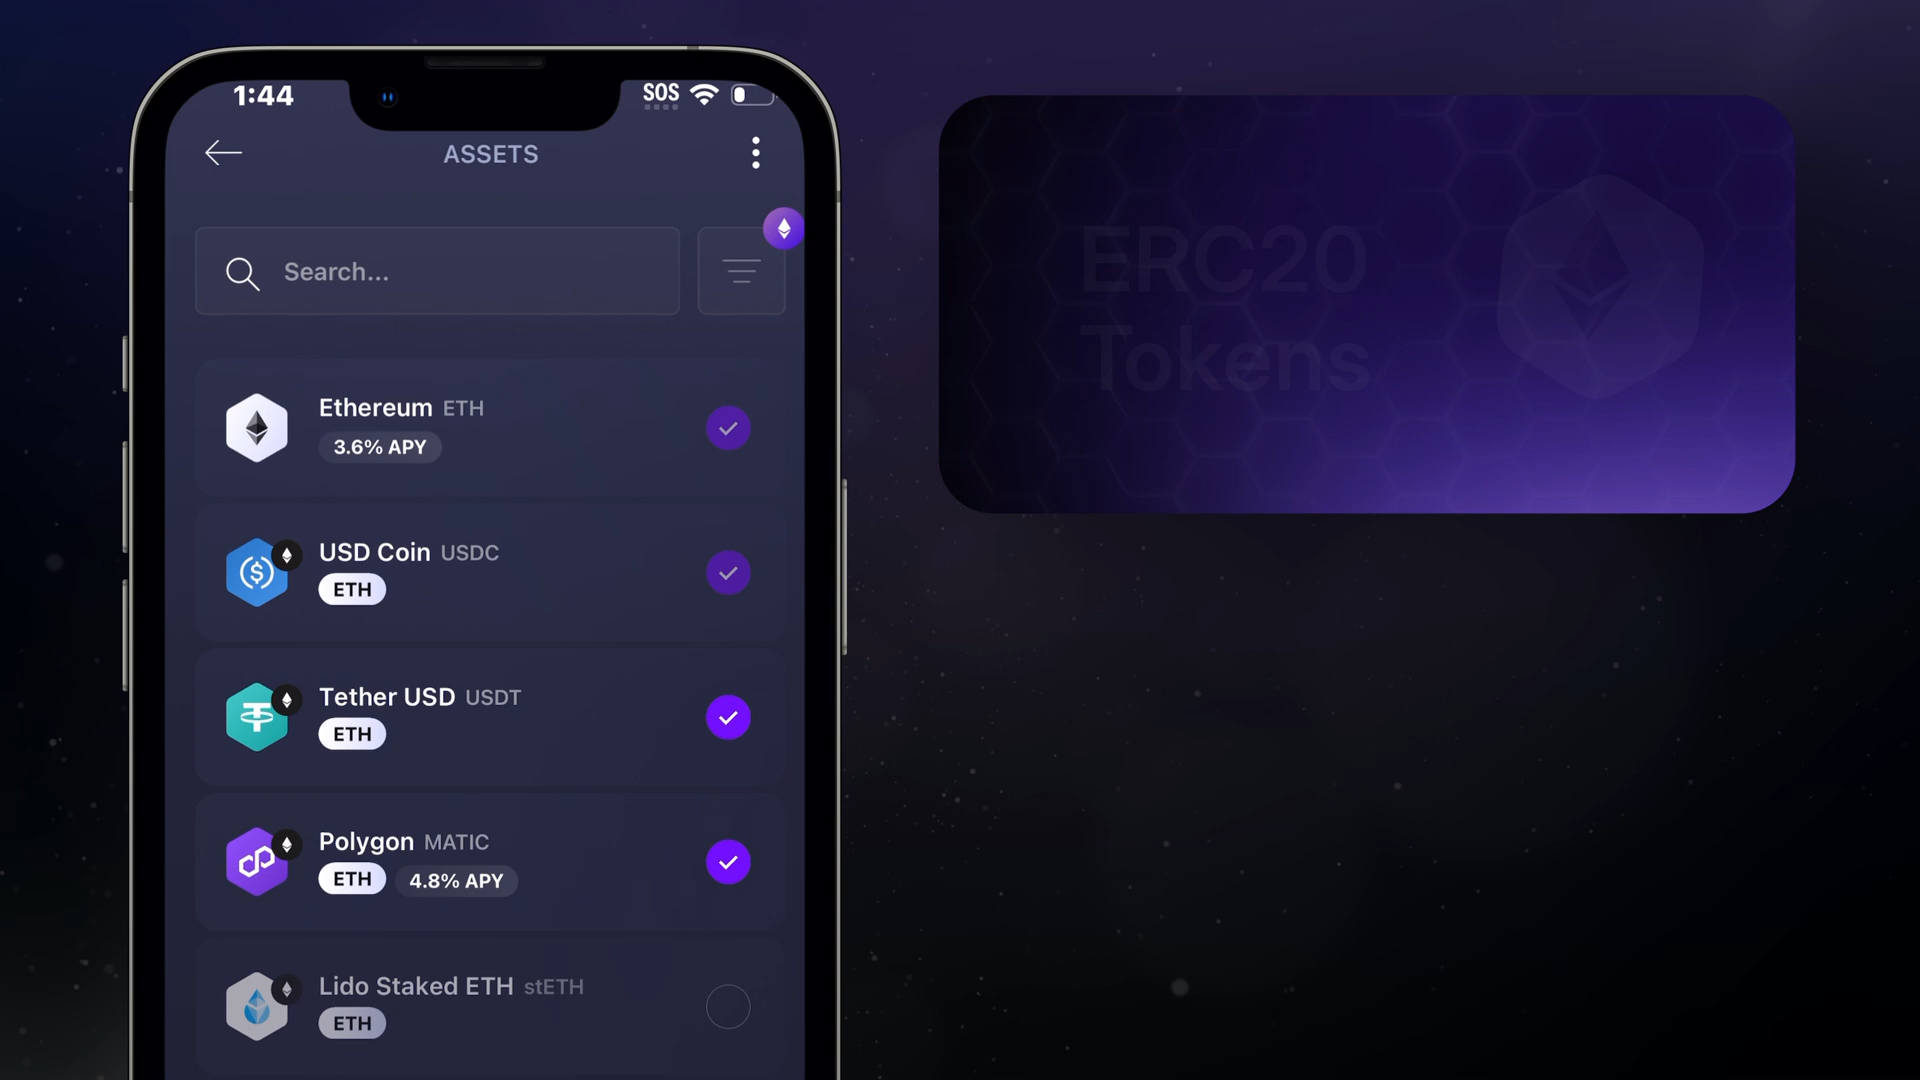 1:44
SOS
ASSETS
Search...
Ethereum ETH
3.6% APY
USD Coin USDC
ETH
Tether USD USDT
ETH
Polygon MATIC
ETH 4.8% APY
Lido Staked ETH stETH
ETH
ERC20
Tokens